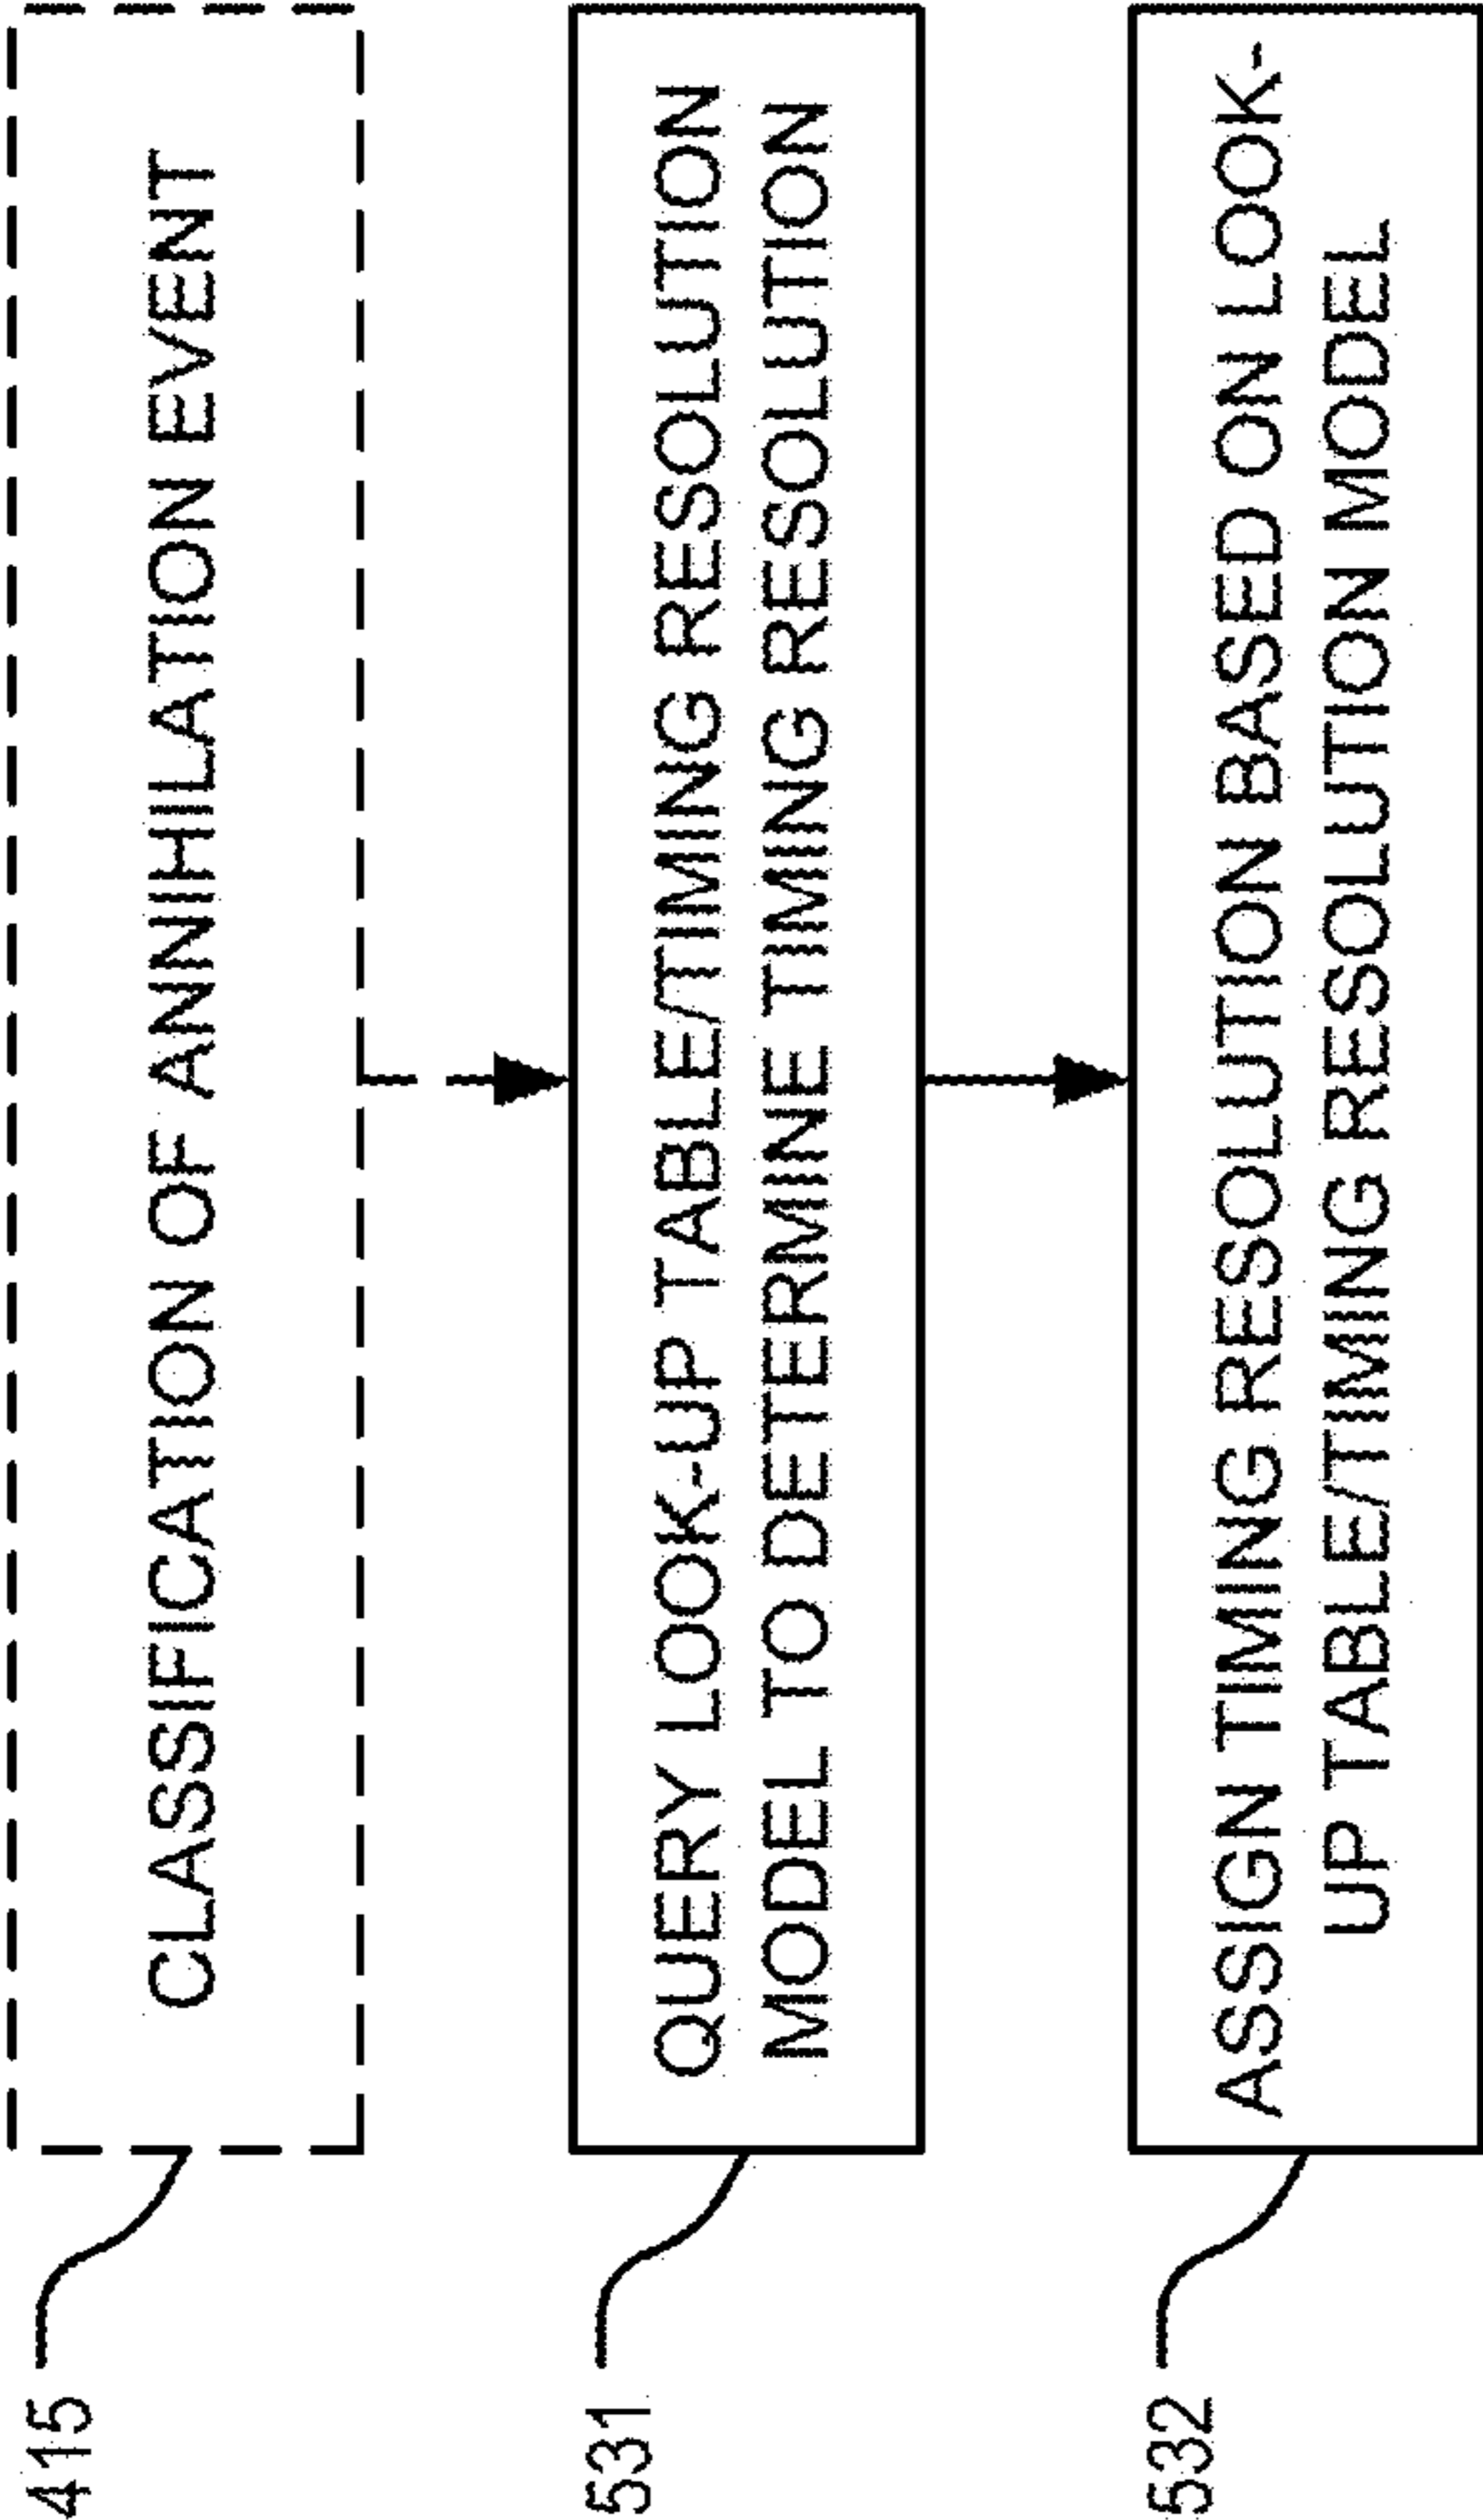 415
CLASSIFICATION OF ANNIHILATION EVENT
531
QUERY LOOK-UP TABLE/TIMING RESOLUTION
MODEL TO DETERMINE TIMING RESOLUTION
532
ASSIGN TIMING RESOLUTION BASED ON LOOK-
UP TABLE/TIMING RESOLUTION MODEL